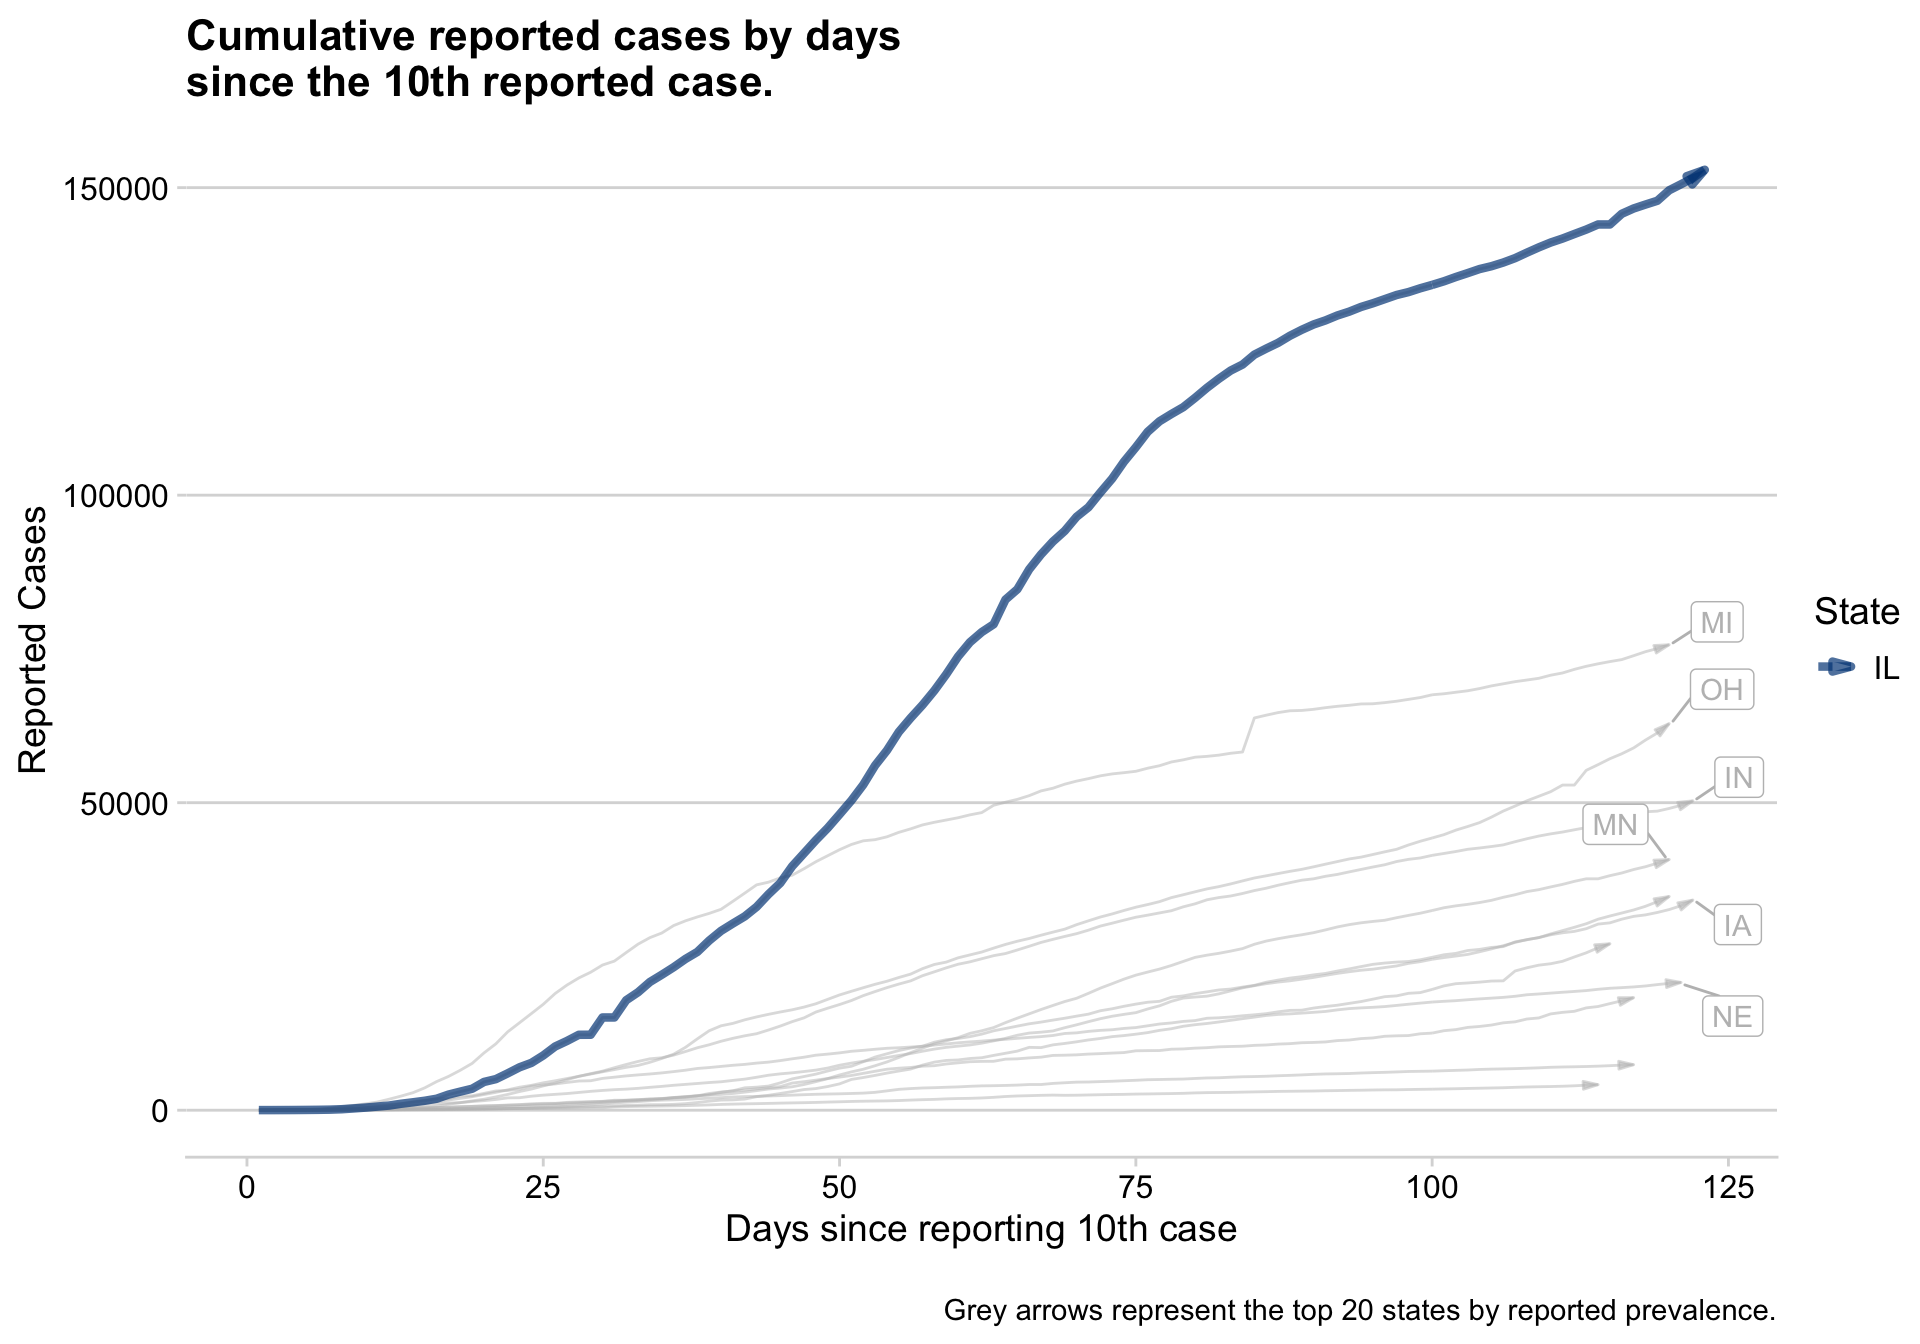 Cumulative reported cases by days
since the 10th reported case.
150000
100000
50000
0
Reported Cases
MI
OH
IN
MN
IA
NE
State
IL
0 25 50 75 100 125
Days since reporting 10th case
Grey arrows represent the top 20 states by reported prevalence.